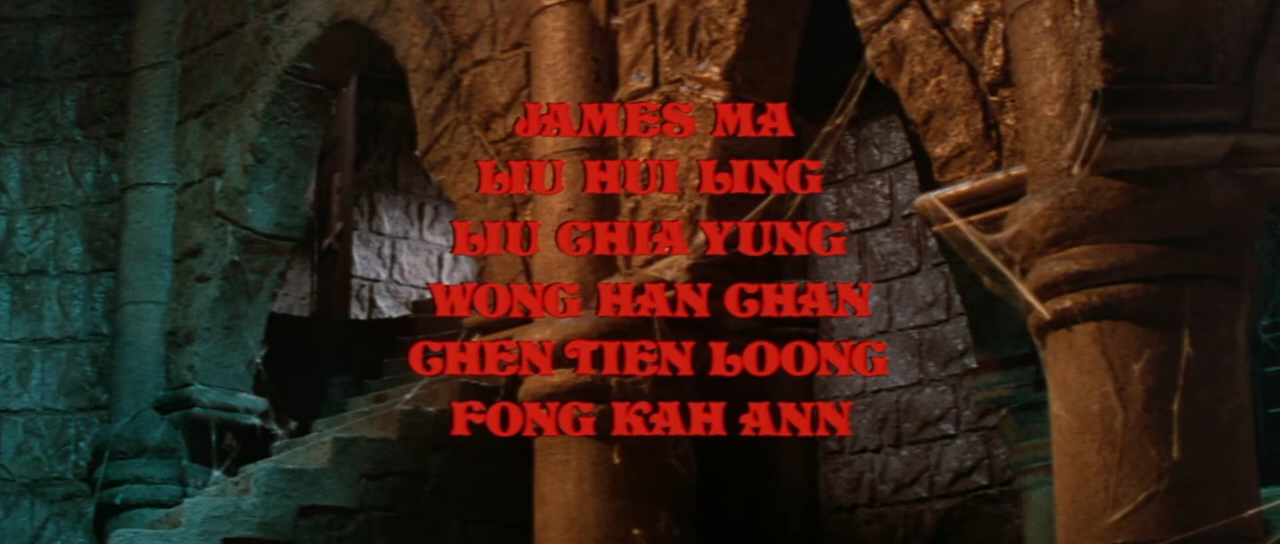 JAMES MA
LIU HUI LING
LIU CHIA YUNG
WONG HAN CHAN
CHEN TIEN LOONG
FONG KAH ANN